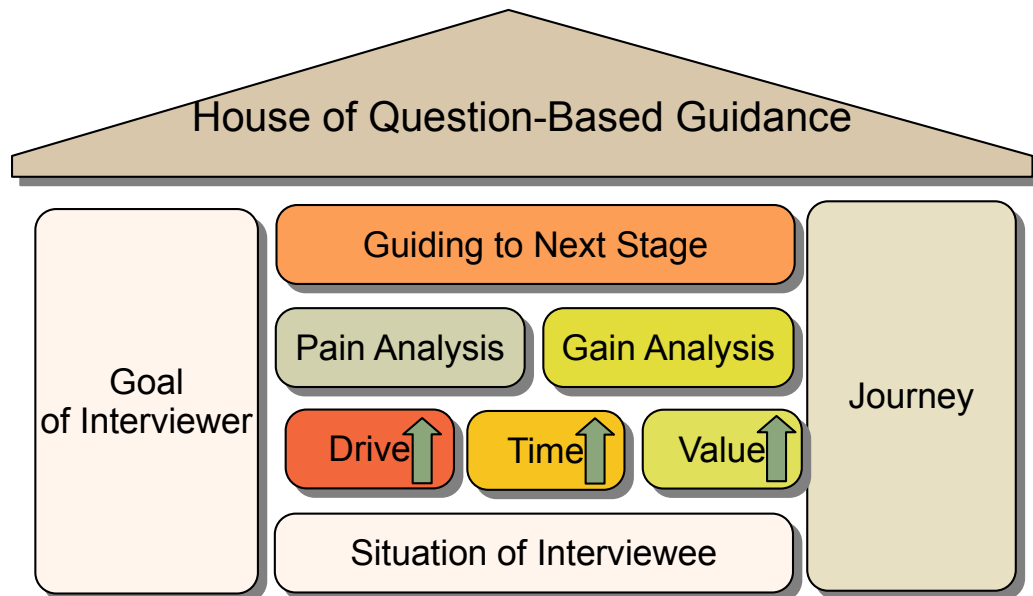 House of Question-Based Guidance
Guiding to Next Stage
Pain Analysis
Gain Analysis
Goal
of Interviewer
Journey
Drive
Time
Value
Situation of Interviewee